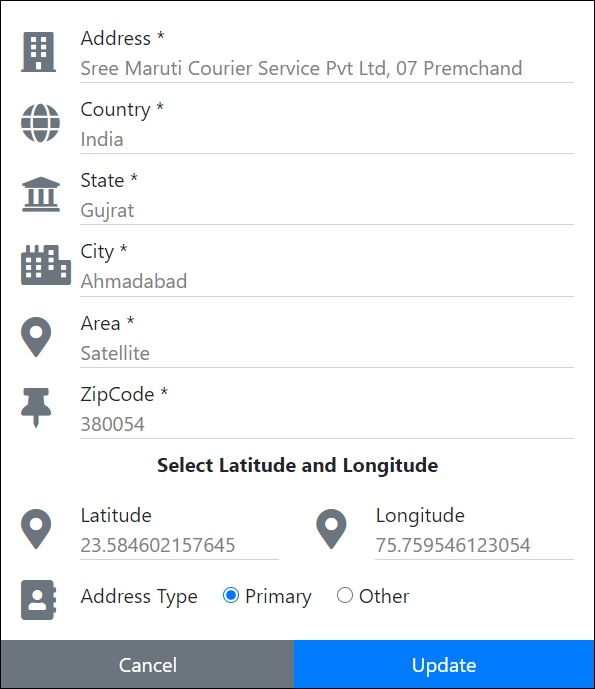 Address *
Sree Maruti Courier Service Pvt Ltd, 07 Premchand
Country *
India
State *
Gujrat
City *
Ahmadabad
Area *
Satellite
ZipCode *
380054
Select Latitude and Longitude
Latitude Longitude
23.584602157645 75.759546123054
Address Type Primary Other
Cancel Update